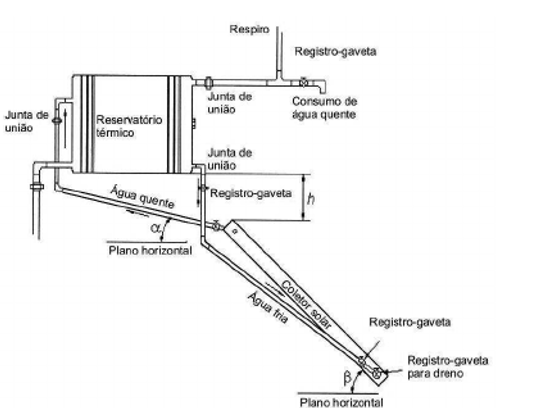 Respiro
Registro-gaveta
Junta de
união
Consumo de
água quente
Junta de
união
Reservatório
térmico
Junta de
união
Registro-gaveta
h
Água quente
α
Plano horizontal
Coletor solar
Água fria
Registro-gaveta
Registro-gaveta
para dreno
β
Plano horizontal